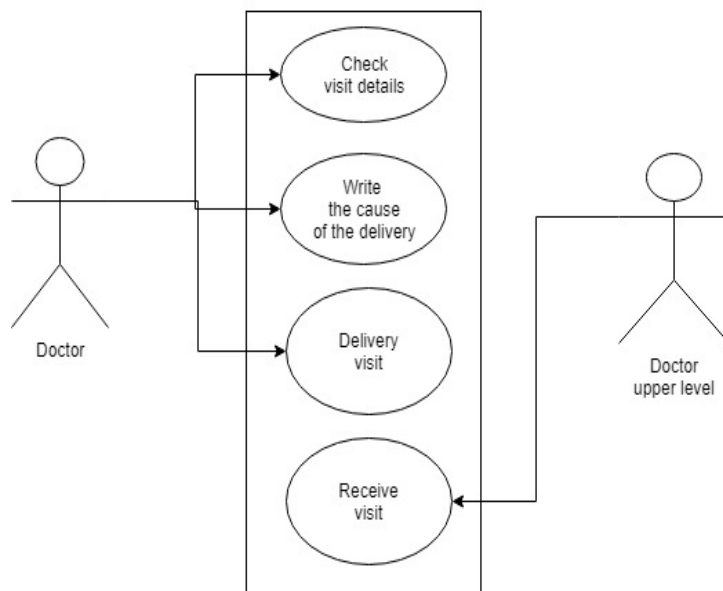 Check
visit details
Write
the cause
of the delivery
Doctor
Delivery
visit
Doctor
upper level
Receive
visit